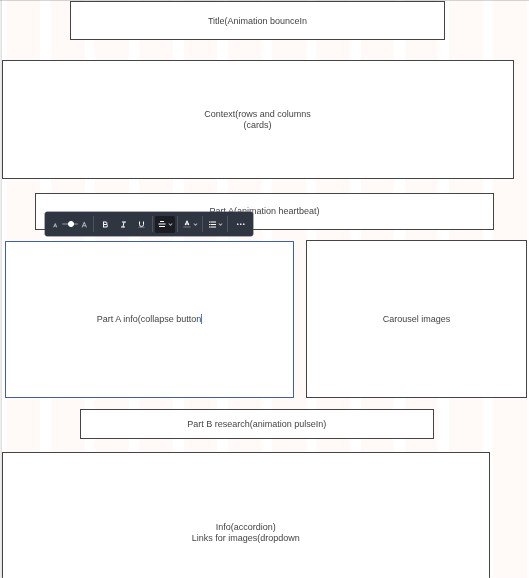 Title(Animation bounceIn
Context(rows and columns
(cards)
Part A(animation heartbeat)
A A B I U A
Part A info(collapse button
Carousel images
Part B research(animation pulseIn)
Info(accordion)
Links for images(dropdown